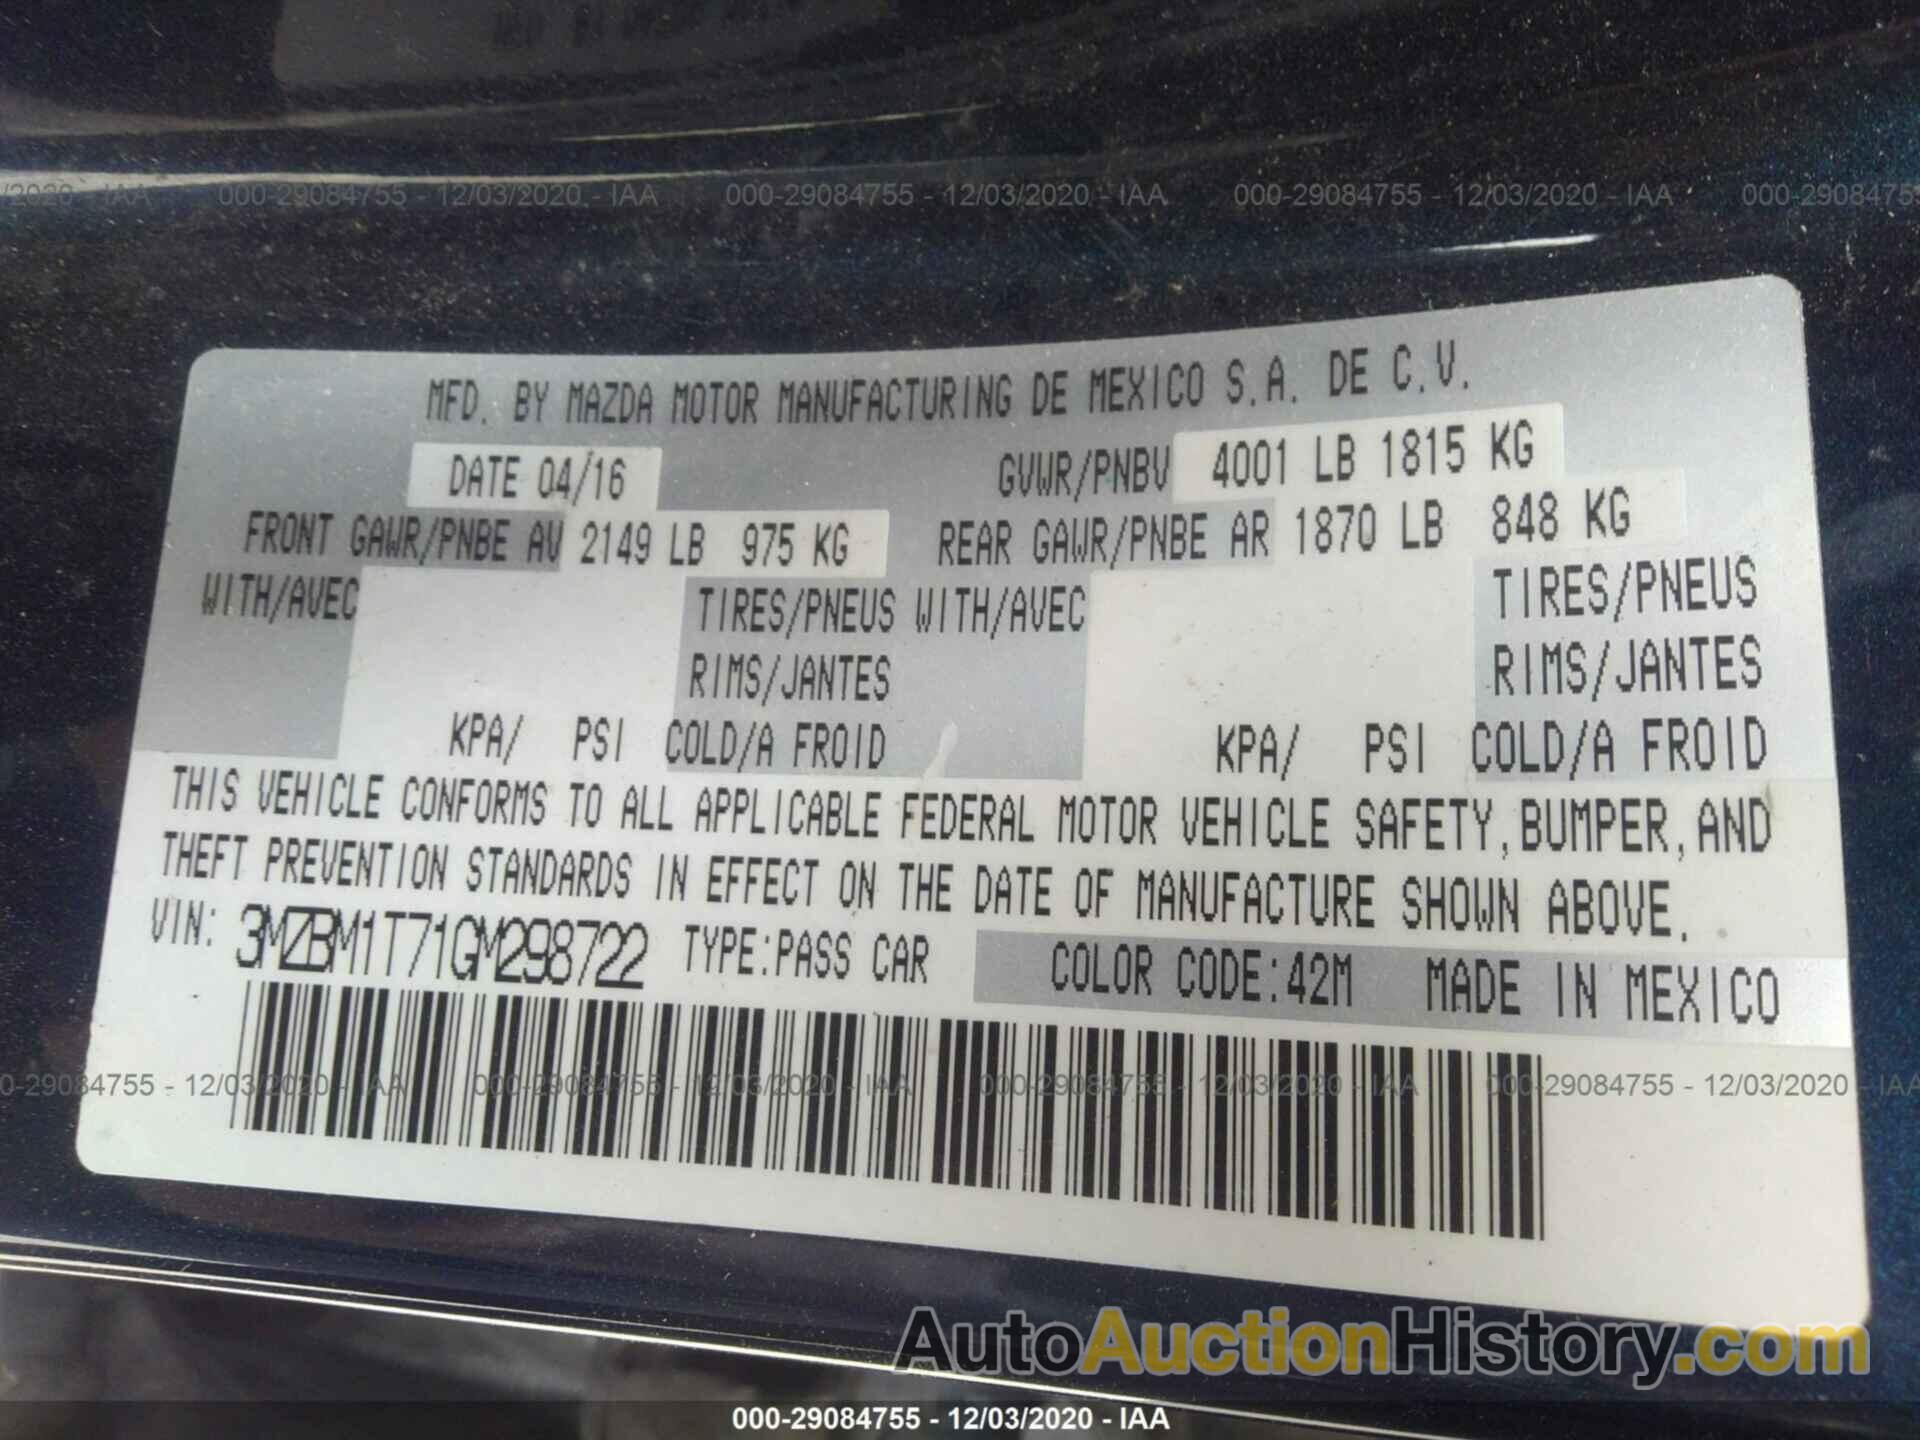 /2020 - IAA 000-29084755 - 12/03/2020 - IAA 000-29084755 - 12/03/2020 - IAA 000-29084755 - 12/03/2020 - IAA 000-2908475
MFD. BY MAZDA MOTOR MANUFACTURING DE MEXICO S.A. DE C.V.
DATE 04/16 GVWR/PNBV 4001 LB 1815 KG
FRONT GAWR/PNBE AV 2149 LB 975 KG REAR GAWR/PNBE AR 1870 LB 848 KG
WITH/AVEC TIRES/PNEUS WITH/AVEC TIRES/PNEUS
RIMS/JANTES RIMS/JANTES
KPA/ PSI COLD/A FROID KPA/ PSI COLD/A FROID
THIS VEHICLE CONFORMS TO ALL APPLICABLE FEDERAL MOTOR VEHICLE SAFETY, BUMPER, AND
THEFT PREVENTION STANDARDS IN EFFECT ON THE DATE OF MANUFACTURE SHOWN ABOVE.
VIN: 3MZBM1T71GM298722 TYPE:PASS CAR COLOR CODE:42M MADE IN MEXICO
0-29084755 - 12/03/2020 - IAA 000-29084755 - 12/03/2020 - IAA 000-29084755 - 12/03/2020 - IAA 000-29084755 - 12/03/2020 - IAA
AutoAuctionHistory.com
000-29084755 - 12/03/2020 - IAA